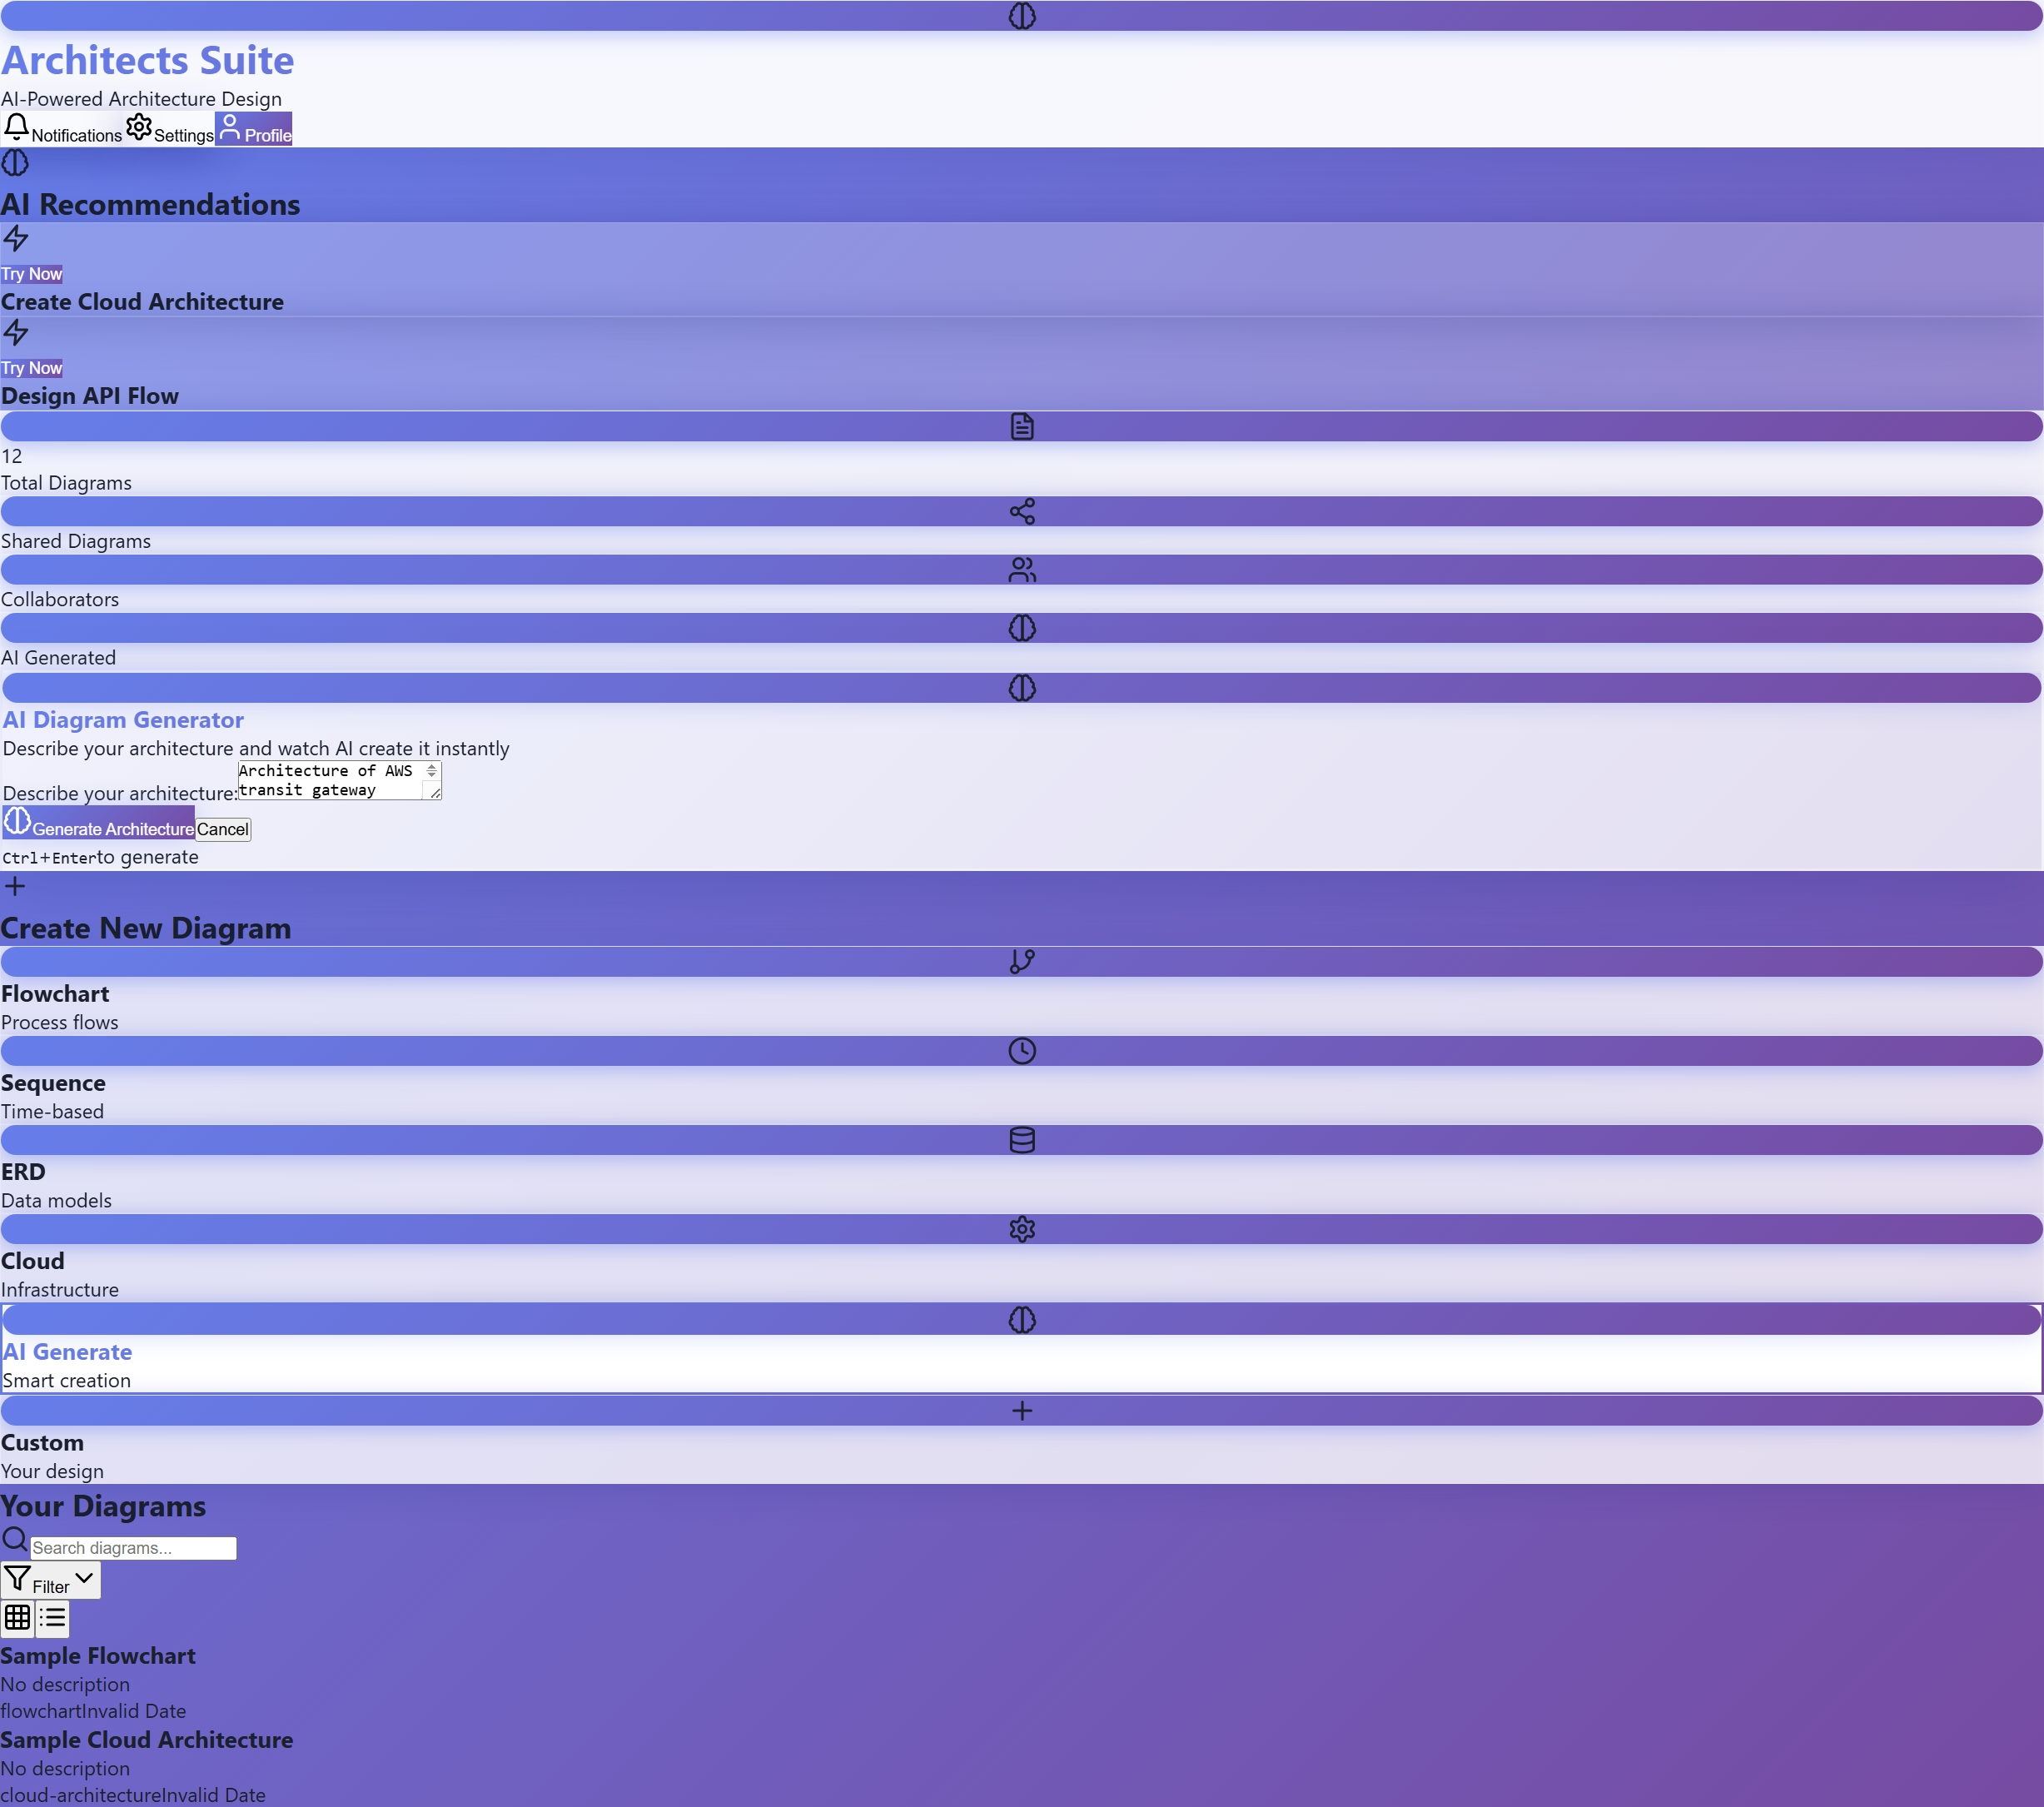 Architects Suite
AI-Powered Architecture Design
Notifications Settings Profile
AI Recommendations
Try Now
Create Cloud Architecture
Try Now
Design API Flow
12
Total Diagrams
Shared Diagrams
Collaborators
AI Generated
AI Diagram Generator
Describe your architecture and watch AI create it instantly
Describe your architecture: Architecture of AWS
transit gateway
Generate Architecture Cancel
Ctrl+Enterto generate
Create New Diagram
Flowchart
Process flows
Sequence
Time-based
ERD
Data models
Cloud
Infrastructure
AI Generate
Smart creation
Custom
Your design
Your Diagrams
Search diagrams...
Filter
Sample Flowchart
No description
flowchartInvalid Date
Sample Cloud Architecture
No description
cloud-architectureInvalid Date